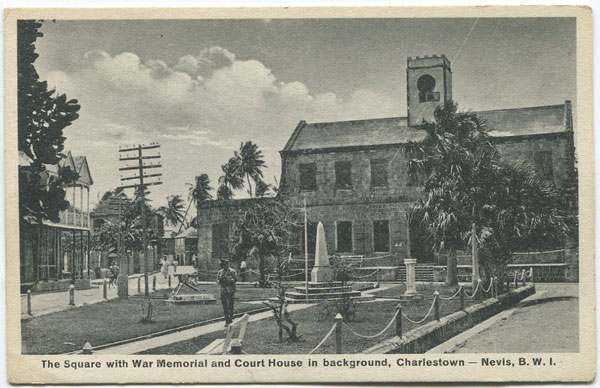 The Square with War Memorial and Court House in background, Charlestown — Nevis, B. W. I.